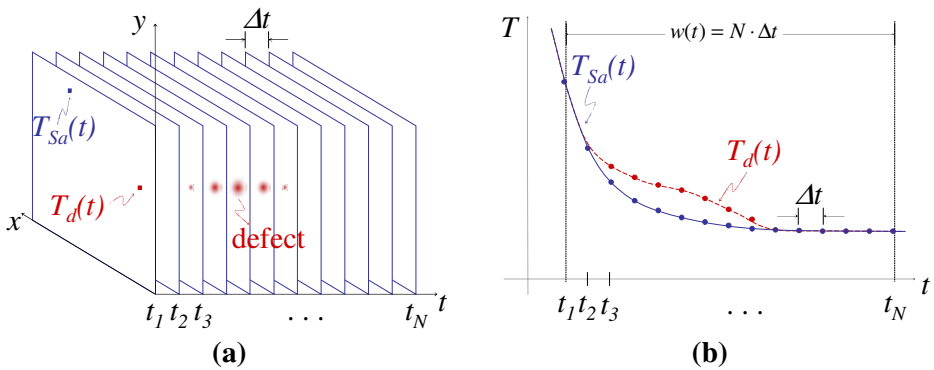 y
Δt
T_Sa(t)
T_d(t)
defect
x
t_1 t_2 t_3 . . . t_N t
(a)
T
w(t) = N · Δt
T_Sa(t)
T_d(t)
Δt
t
t_1 t_2 t_3 . . . t_N
(b)